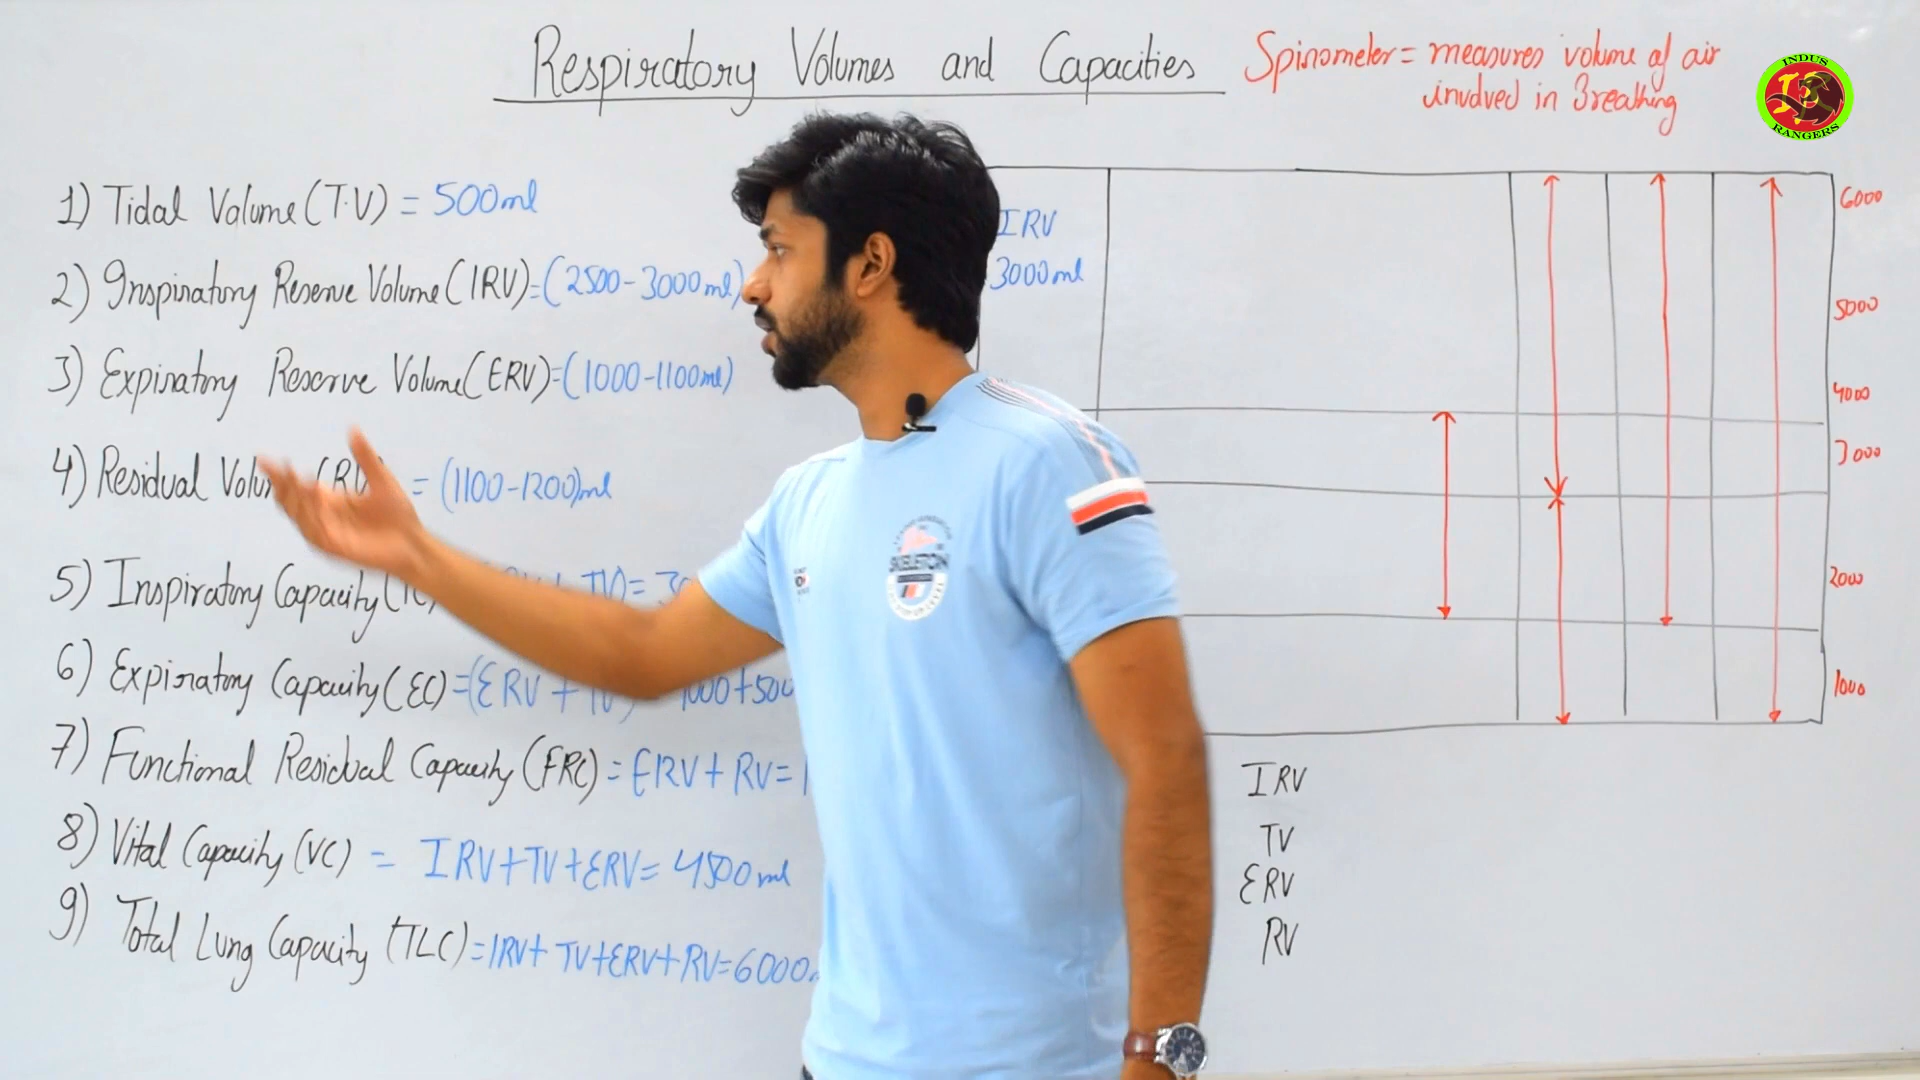 Respiratory Volumes and Capacities
Spirometer = measures volume of air
involved in Breathing
INDUS
RANGERS
1) Tidal Volume (T.V) = 500ml
2) Inspiratory Reserve Volume (IRV) = (2500-3000ml)
3) Expiratory Reserve Volume (ERV) = (1000-1100ml)
4) Residual (RV = (1100-1200)ml
5) Inspiratory Capacity TV) =
6) Expiratory Capacity (EC) = (ERV + TV) 1000+500
7) Functional Residual Capacity (FRC) = ERV + RV =
8) Vital Capacity (VC) = IRV+TV+ERV = 4500ml
9) Total Lung Capacity (TLC) = IRV+ TV+ERV+RV=6000
IRV
3000ml
6000
5000
4000
3000
2000
1000
IRV
TV
ERV
RV
SKELETON